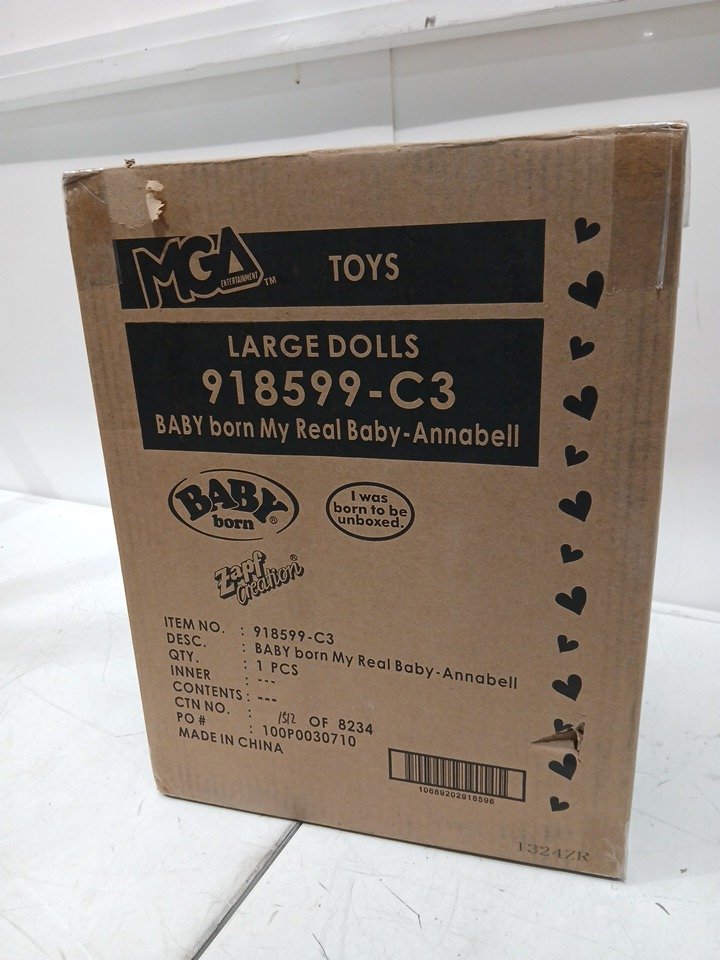 MGA
ENTERTAINMENT ™
TOYS
LARGE DOLLS
918599-C3
BABY born My Real Baby-Annabell
BABY
born ®
I was
born to be
unboxed.
Zapf
Creation®
ITEM NO. : 918599-C3
DESC. : BABY born My Real Baby-Annabell
QTY. : 1 PCS
INNER : ---
CONTENTS : ---
CTN NO. : 1512 OF 8234
PO # : 100P0030710
MADE IN CHINA
10689202918596
1324ZR